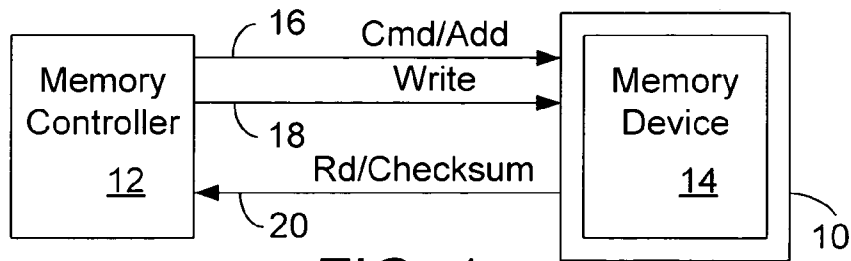 16
Cmd/Add
Memory
Controller
12
Write
18
Rd/Checksum
20
Memory
Device
14
10